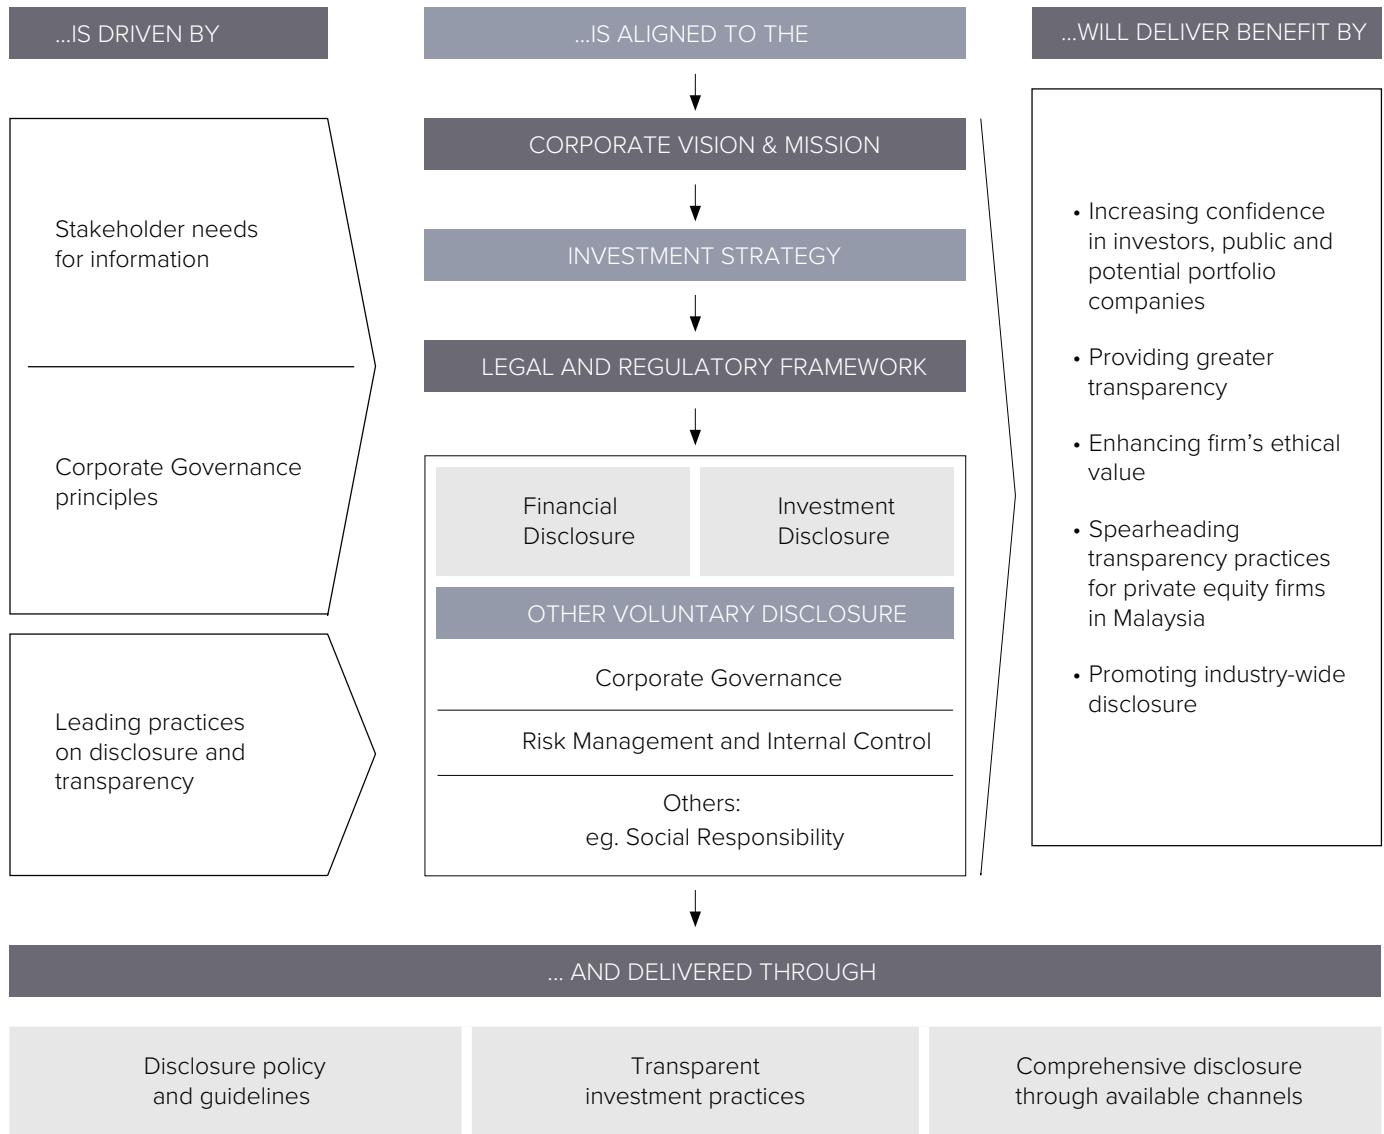 ...IS DRIVEN BY
Stakeholder needs
for information
Corporate Governance
principles
Leading practices
on disclosure and
transparency
...IS ALIGNED TO THE
CORPORATE VISION & MISSION
INVESTMENT STRATEGY
LEGAL AND REGULATORY FRAMEWORK
Financial
Disclosure
Investment
Disclosure
OTHER VOLUNTARY DISCLOSURE
Corporate Governance
Risk Management and Internal Control
Others:
eg. Social Responsibility
...WILL DELIVER BENEFIT BY
• Increasing confidence
in investors, public and
potential portfolio
companies
• Providing greater
transparency
• Enhancing firm's ethical
value
• Spearheading
transparency practices
for private equity firms
in Malaysia
• Promoting industry-wide
disclosure
... AND DELIVERED THROUGH
Disclosure policy
and guidelines
Transparent
investment practices
Comprehensive disclosure
through available channels